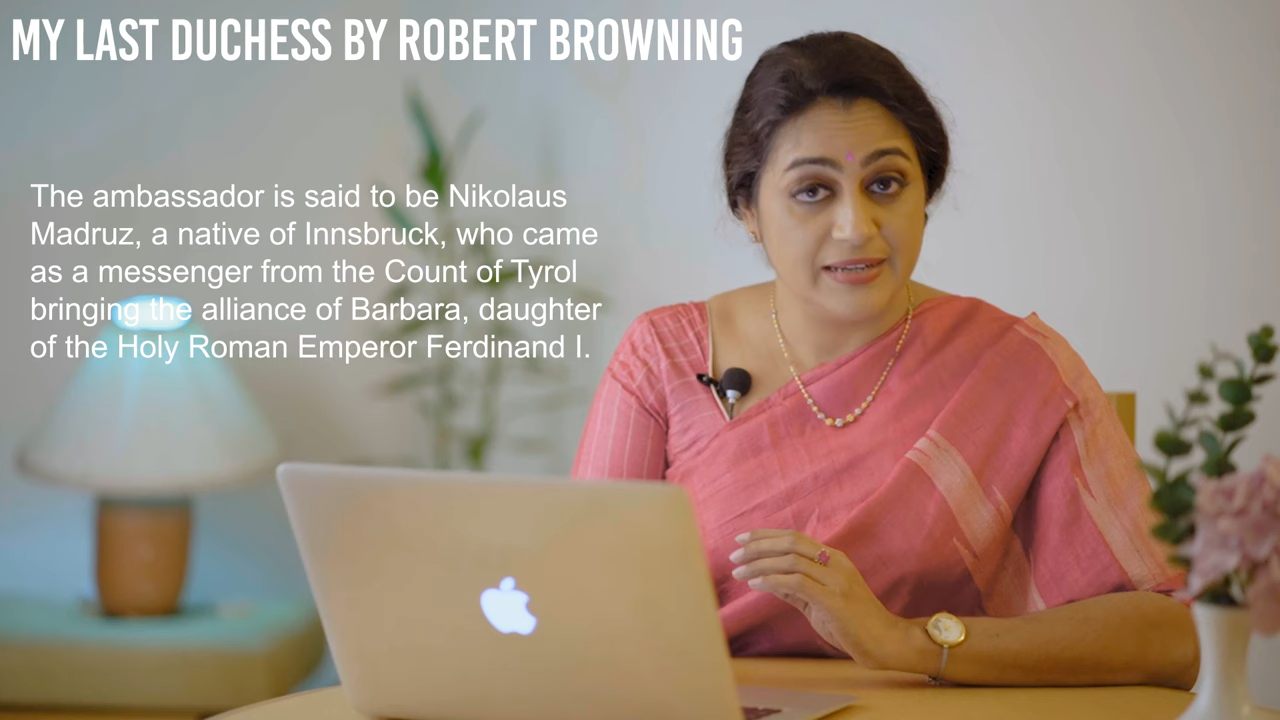 MY LAST DUCHESS BY ROBERT BROWNING
The ambassador is said to be Nikolaus
Madruz, a native of Innsbruck, who came
as a messenger from the Count of Tyrol
bringing the alliance of Barbara, daughter
of the Holy Roman Emperor Ferdinand I.